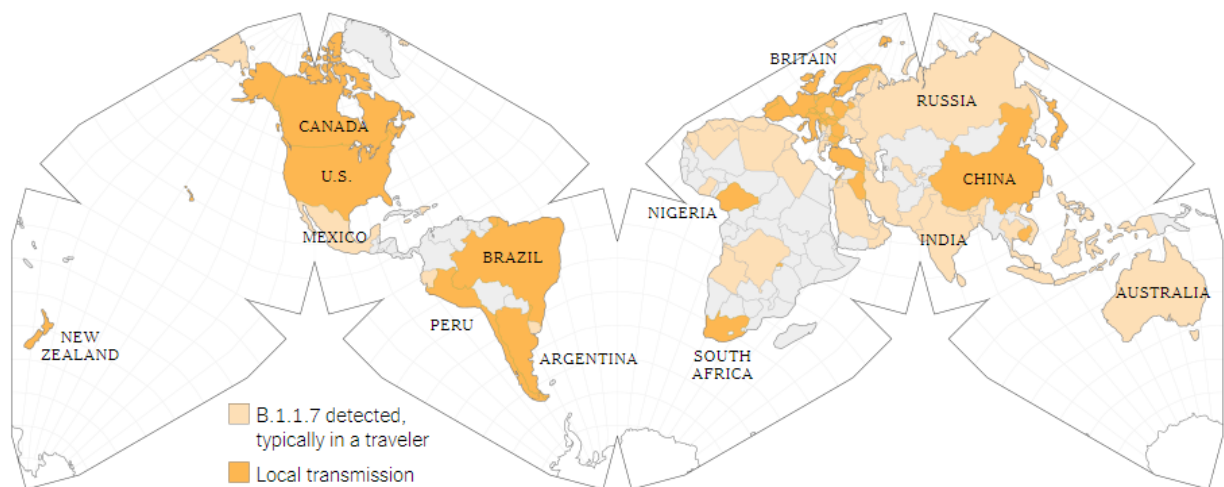 BRITAIN
RUSSIA
CANADA
U.S.
CHINA
NIGERIA
MEXICO
INDIA
BRAZIL
AUSTRALIA
PERU
NEW
ZEALAND
ARGENTINA
SOUTH
AFRICA
B.1.1.7 detected,
typically in a traveler
Local transmission